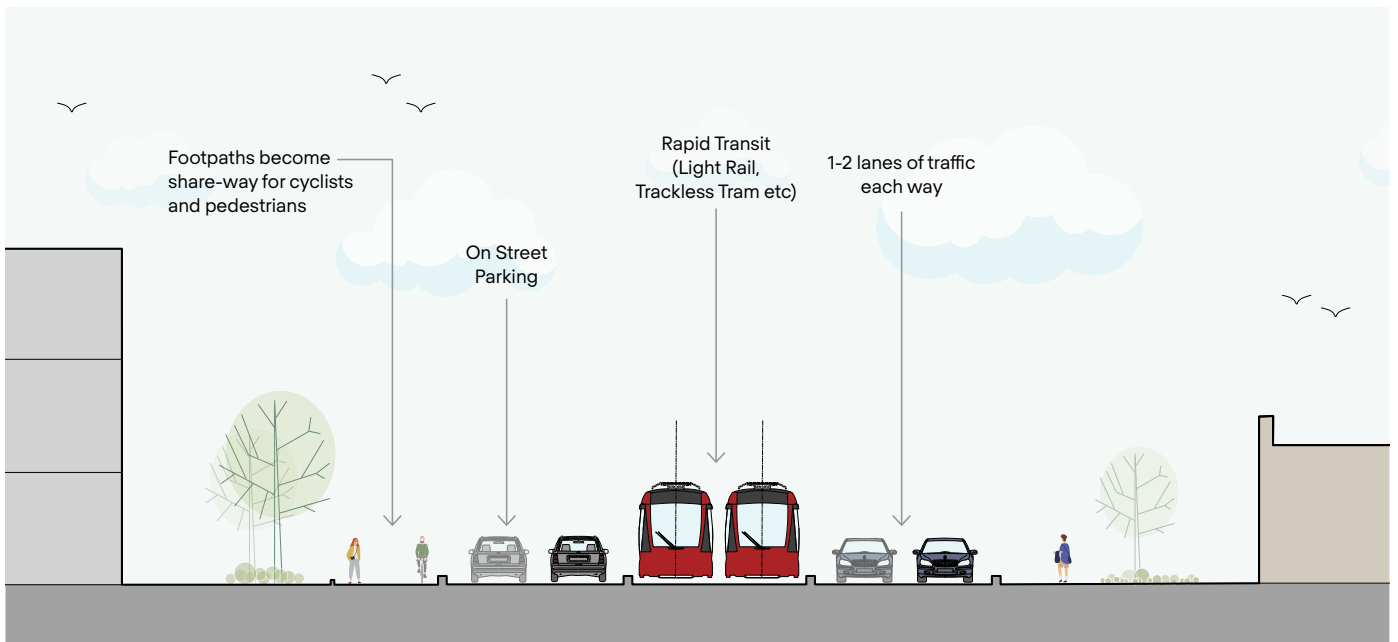 Footpaths become
share-way for cyclists
and pedestrians
On Street
Parking
Rapid Transit
(Light Rail,
Trackless Tram etc)
1-2 lanes of traffic
each way